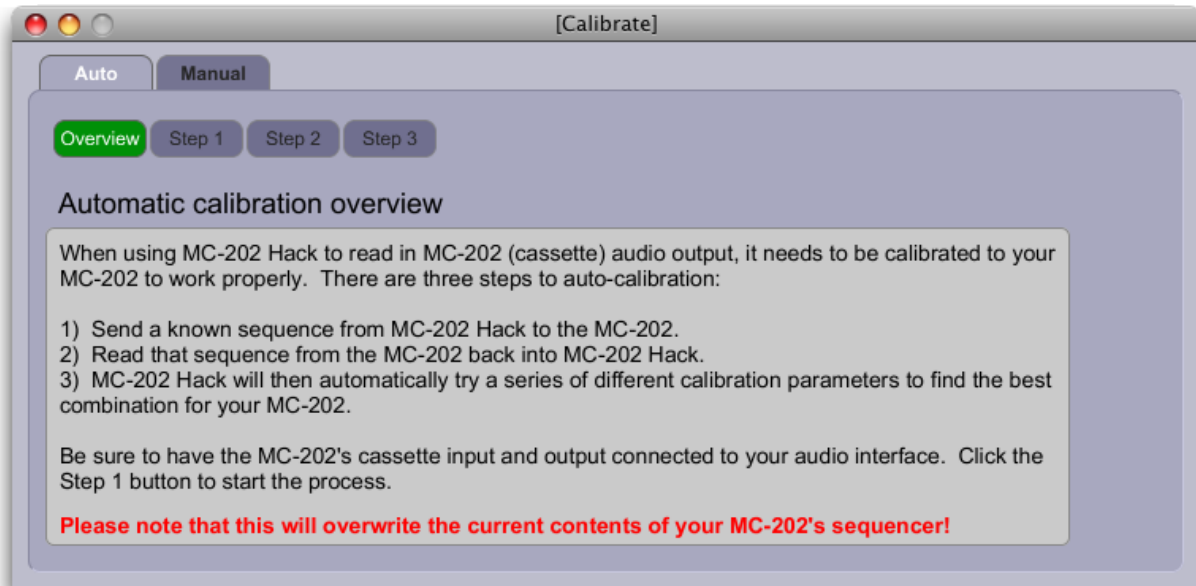 [Calibrate]
Auto Manual
Overview Step 1 Step 2 Step 3
Automatic calibration overview
When using MC-202 Hack to read in MC-202 (cassette) audio output, it needs to be calibrated to your
MC-202 to work properly.  There are three steps to auto-calibration:
1)  Send a known sequence from MC-202 Hack to the MC-202.
2)  Read that sequence from the MC-202 back into MC-202 Hack.
3)  MC-202 Hack will then automatically try a series of different calibration parameters to find the best
combination for your MC-202.
Be sure to have the MC-202's cassette input and output connected to your audio interface.  Click the
Step 1 button to start the process.
Please note that this will overwrite the current contents of your MC-202's sequencer!